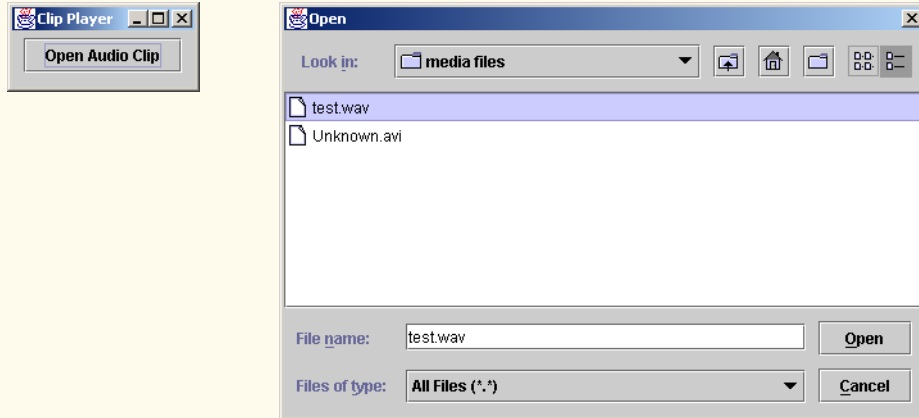 Clip Player
Open Audio Clip
Open
Look in:
media files
test.wav
Unknown.avi
File name:
test.wav
Open
Files of type:
All Files (*.*)
Cancel